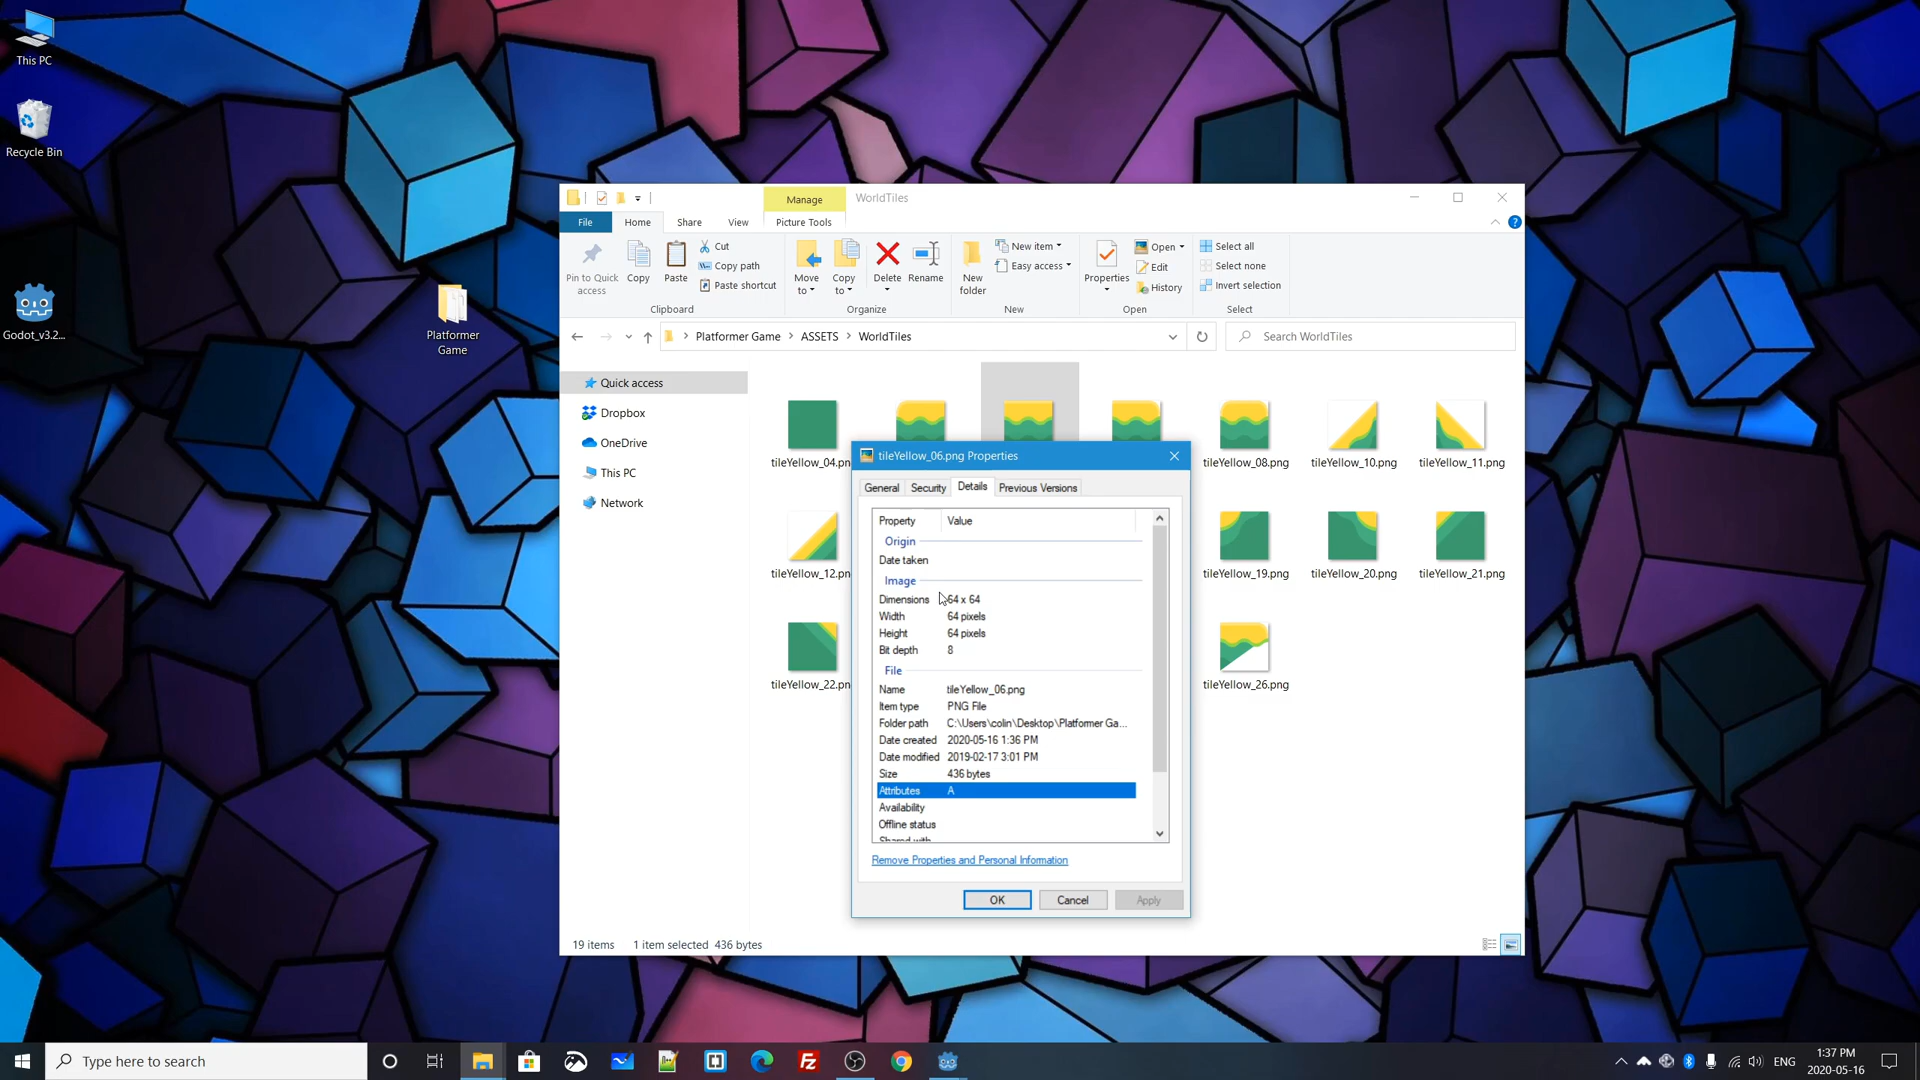 This PC
Recycle Bin
Godot_v3.2...
Platformer
Game
Manage
WorldTiles
File
Home
Share
View
Picture Tools
Pin to Quick
access
Copy
Paste
Cut
Copy path
Paste shortcut
Clipboard
Move
to
Copy
to
Delete
Rename
Organize
New
folder
New item
Easy access
New
Properties
Open
Edit
History
Open
Select all
Select none
Invert selection
Select
Platformer Game > ASSETS > WorldTiles
Search WorldTiles
Quick access
Dropbox
OneDrive
This PC
Network
tileYellow_04.pn
tileYellow_08.png
tileYellow_10.png
tileYellow_11.png
tileYellow_12.pn
tileYellow_19.png
tileYellow_20.png
tileYellow_21.png
tileYellow_22.pn
tileYellow_26.png
tileYellow_06.png Properties
General
Security
Details
Previous Versions
Property Value
Origin
Date taken
Image
Dimensions 64 x 64
Width 64 pixels
Height 64 pixels
Bit depth 8
File
Name tileYellow_06.png
Item type PNG File
Folder path C:\Users\colin\Desktop\Platformer Ga...
Date created 2020-05-16 1:36 PM
Date modified 2019-02-17 3:01 PM
Size 436 bytes
Attributes A
Availability
Offline status
Shared with
Remove Properties and Personal Information
OK
Cancel
Apply
19 items 1 item selected 436 bytes
Type here to search
ENG
1:37 PM
2020-05-16